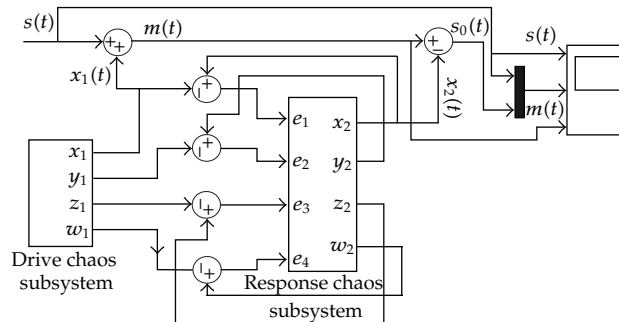 s(t)
m(t)
s₀(t)
s(t)
x₁(t)
x₂(t)
m(t)
x₁
y₁
z₁
w₁
e₁
e₂
e₃
e₄
x₂
y₂
z₂
w₂
Drive chaos
subsystem
Response chaos
subsystem